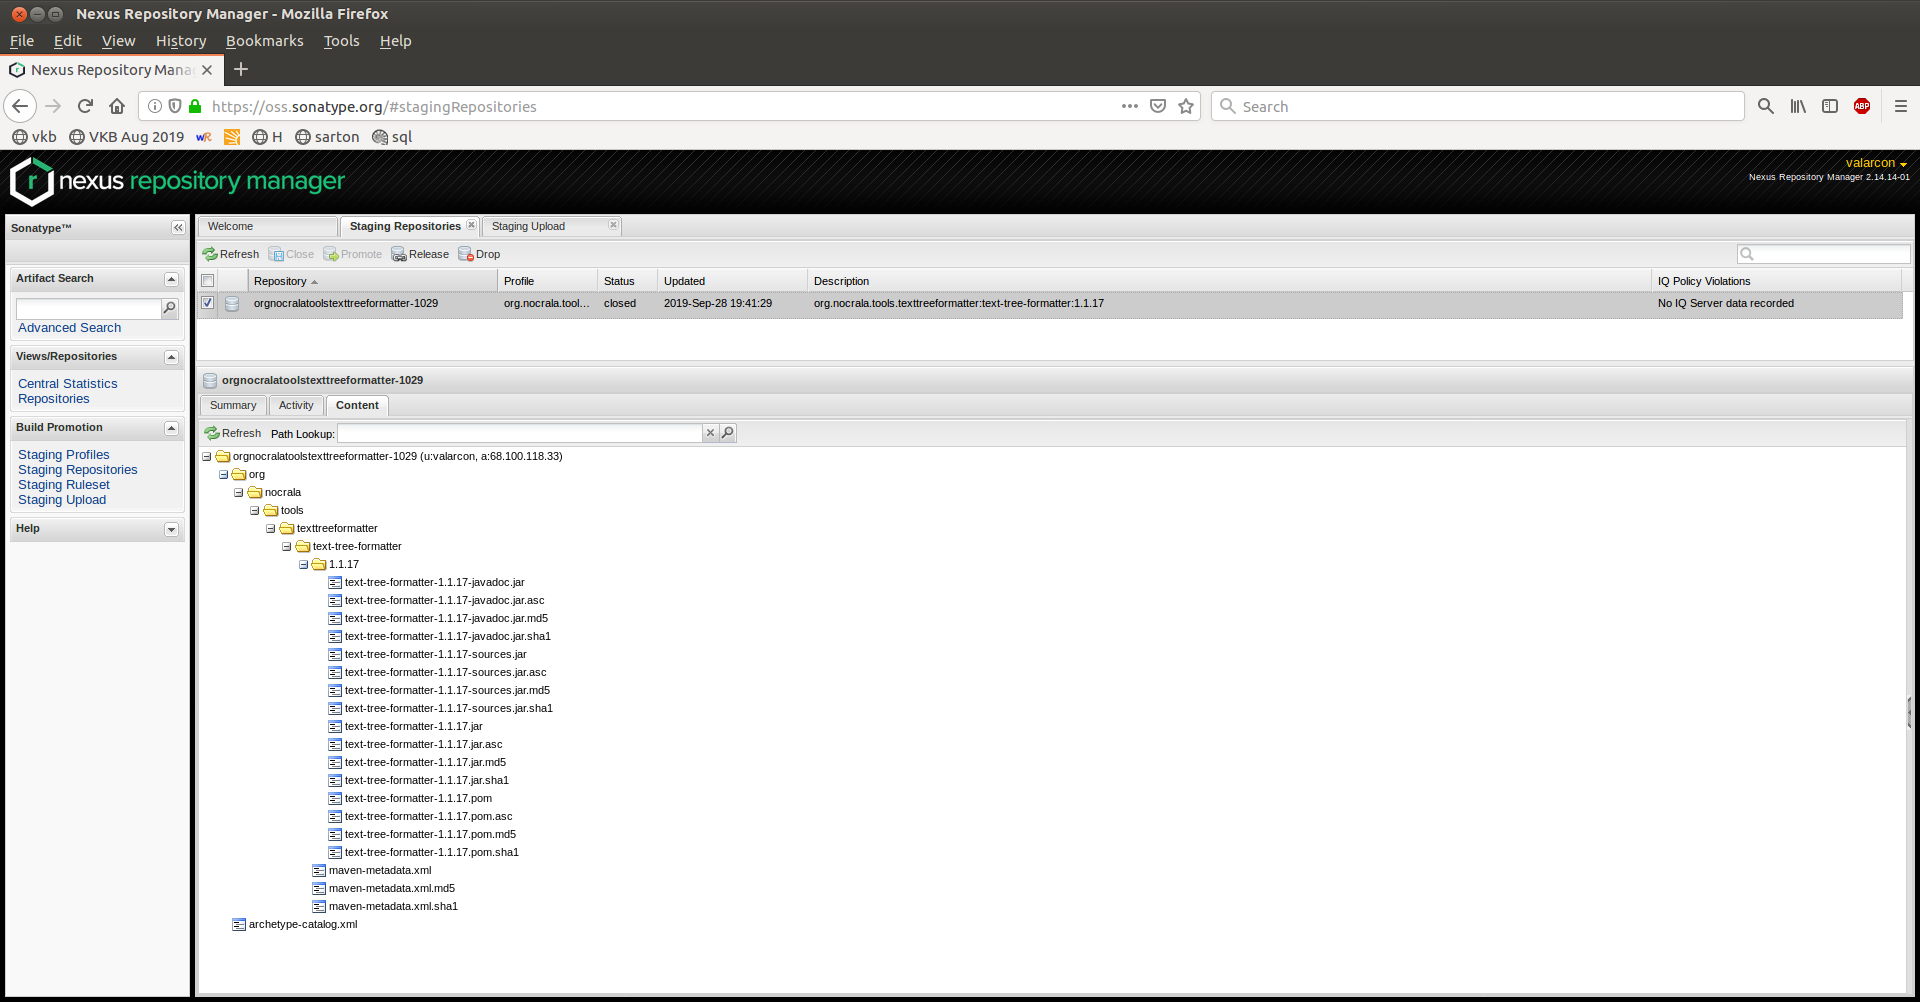 Nexus Repository Manager - Mozilla Firefox
File Edit View History Bookmarks Tools Help
Nexus Repository Mana
https://oss.sonatype.org/#stagingRepositories
Search
ABP
vkb VKB Aug 2019 wR H sarton sql
r nexus repository manager
valarcon
Nexus Repository Manager 2.14.14-01
Sonatype™
Artifact Search
Advanced Search
Views/Repositories
Central Statistics
Repositories
Build Promotion
Staging Profiles
Staging Repositories
Staging Ruleset
Staging Upload
Help
Welcome Staging Repositories Staging Upload
Refresh Close Promote Release Drop
Repository Profile Status Updated Description IQ Policy Violations
orgnocralatoolstexttreeformatter-1029 org.nocrala.tool... closed 2019-Sep-28 19:41:29 org.nocrala.tools.texttreeformatter:text-tree-formatter:1.1.17 No IQ Server data recorded
orgnocralatoolstexttreeformatter-1029
Summary Activity Content
Refresh Path Lookup:
orgnocralatoolstexttreeformatter-1029 (u:valarcon, a:68.100.118.33)
org
nocrala
tools
texttreeformatter
text-tree-formatter
1.1.17
text-tree-formatter-1.1.17-javadoc.jar
text-tree-formatter-1.1.17-javadoc.jar.asc
text-tree-formatter-1.1.17-javadoc.jar.md5
text-tree-formatter-1.1.17-javadoc.jar.sha1
text-tree-formatter-1.1.17-sources.jar
text-tree-formatter-1.1.17-sources.jar.asc
text-tree-formatter-1.1.17-sources.jar.md5
text-tree-formatter-1.1.17-sources.jar.sha1
text-tree-formatter-1.1.17.jar
text-tree-formatter-1.1.17.jar.asc
text-tree-formatter-1.1.17.jar.md5
text-tree-formatter-1.1.17.jar.sha1
text-tree-formatter-1.1.17.pom
text-tree-formatter-1.1.17.pom.asc
text-tree-formatter-1.1.17.pom.md5
text-tree-formatter-1.1.17.pom.sha1
maven-metadata.xml
maven-metadata.xml.md5
maven-metadata.xml.sha1
archetype-catalog.xml